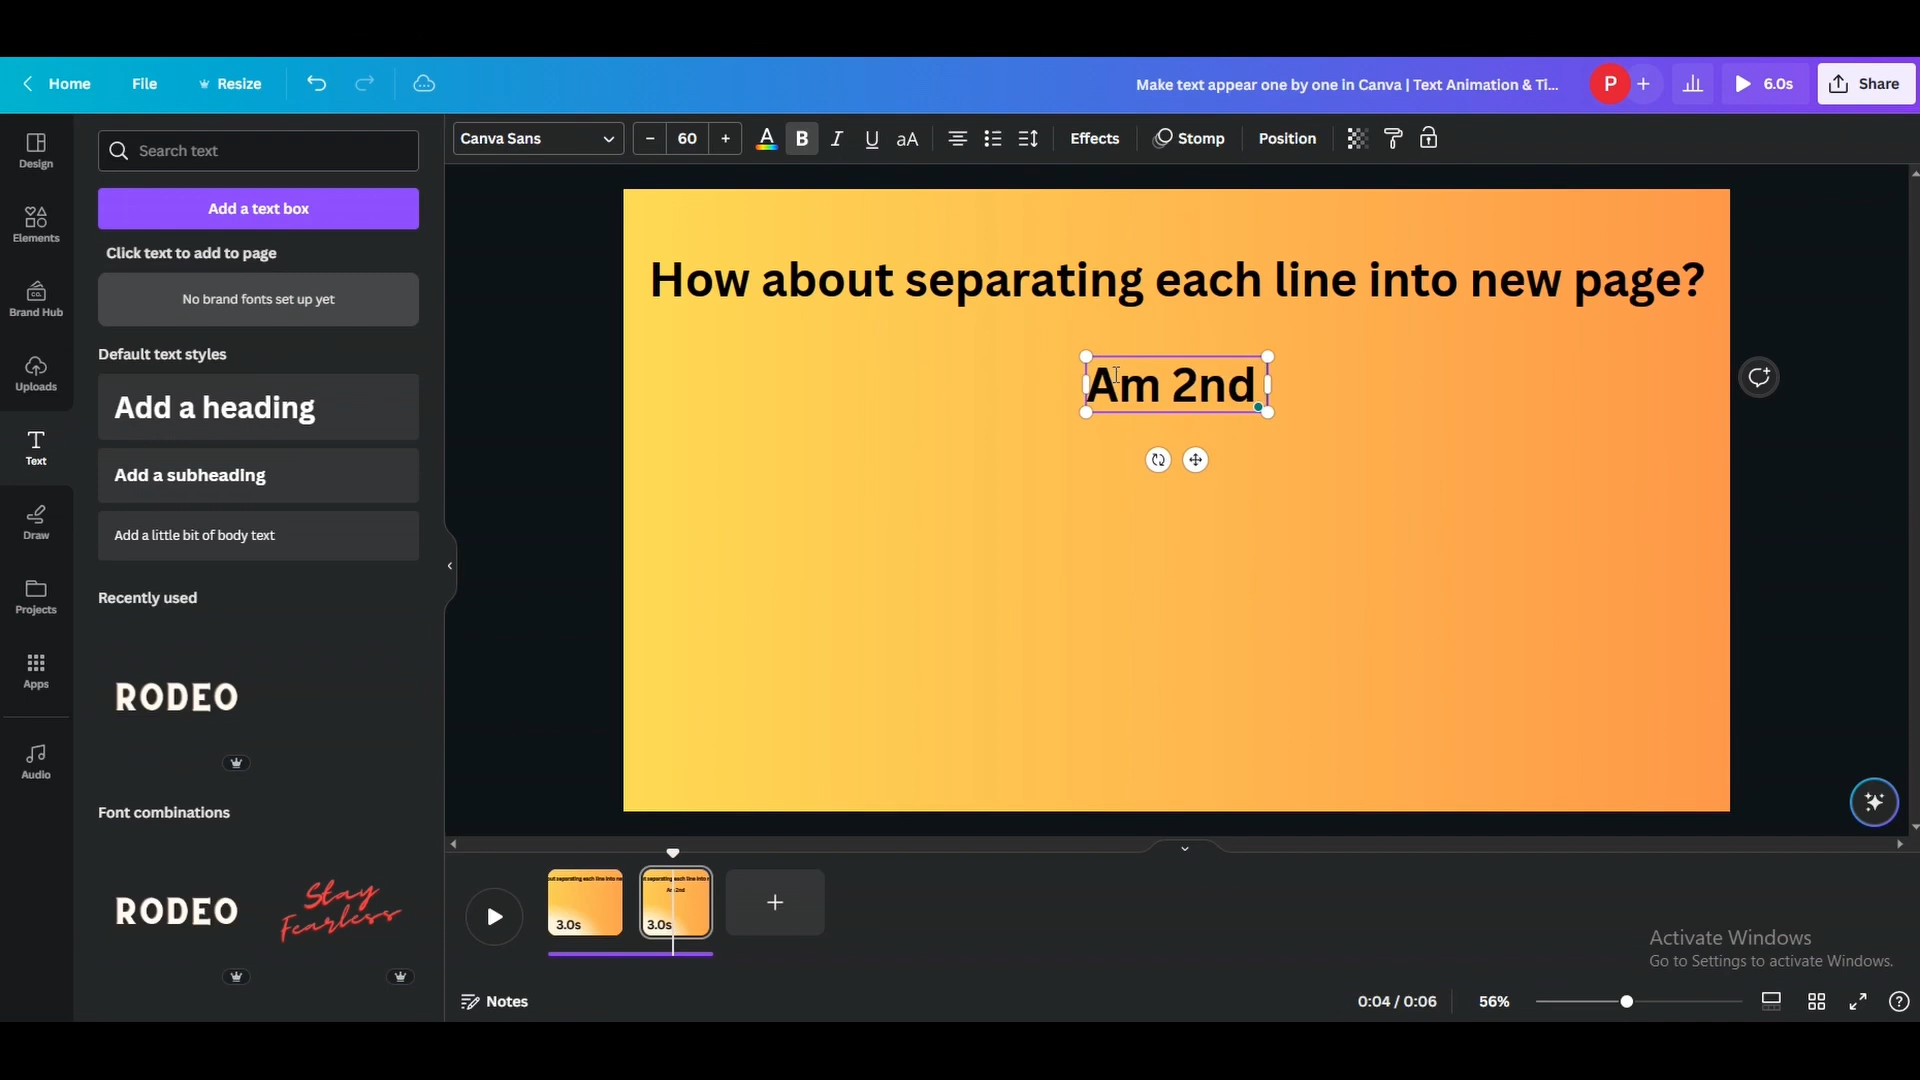 Home File Resize Make text appear one by one in Canva | Text Animation & Ti... P + 6.0s Share
Canva Sans - 60 + A B I U aA Effects Stomp Position
Design
Elements
Brand Hub
Uploads
Text
Draw
Projects
Apps
Audio
Search text
Add a text box
Click text to add to page
No brand fonts set up yet
Default text styles
Add a heading
Add a subheading
Add a little bit of body text
Recently used
RODEO
Font combinations
RODEO
Stay
Fearless
How about separating each line into new page?
Am 2nd
3.0s
3.0s
Am 2nd
+
Activate Windows
Go to Settings to activate Windows.
Notes 0:04 / 0:06 56%